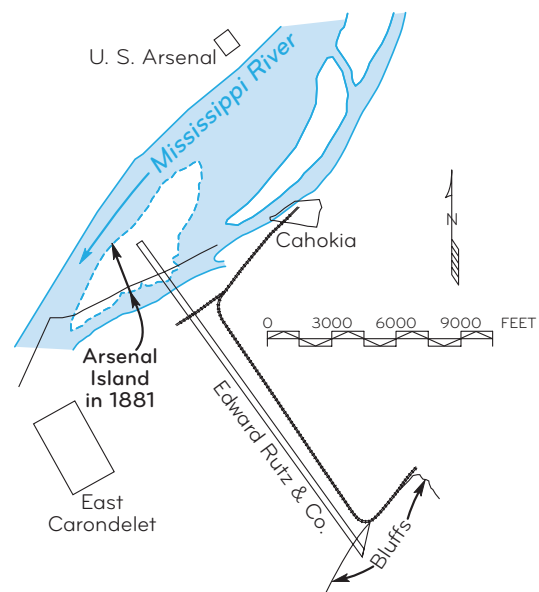 U. S. Arsenal
Mississippi River
Cahokia
N
0 3000 6000 9000 FEET
Arsenal
Island
in 1881
Edward Rutz & Co.
East
Carondelet
Bluffs